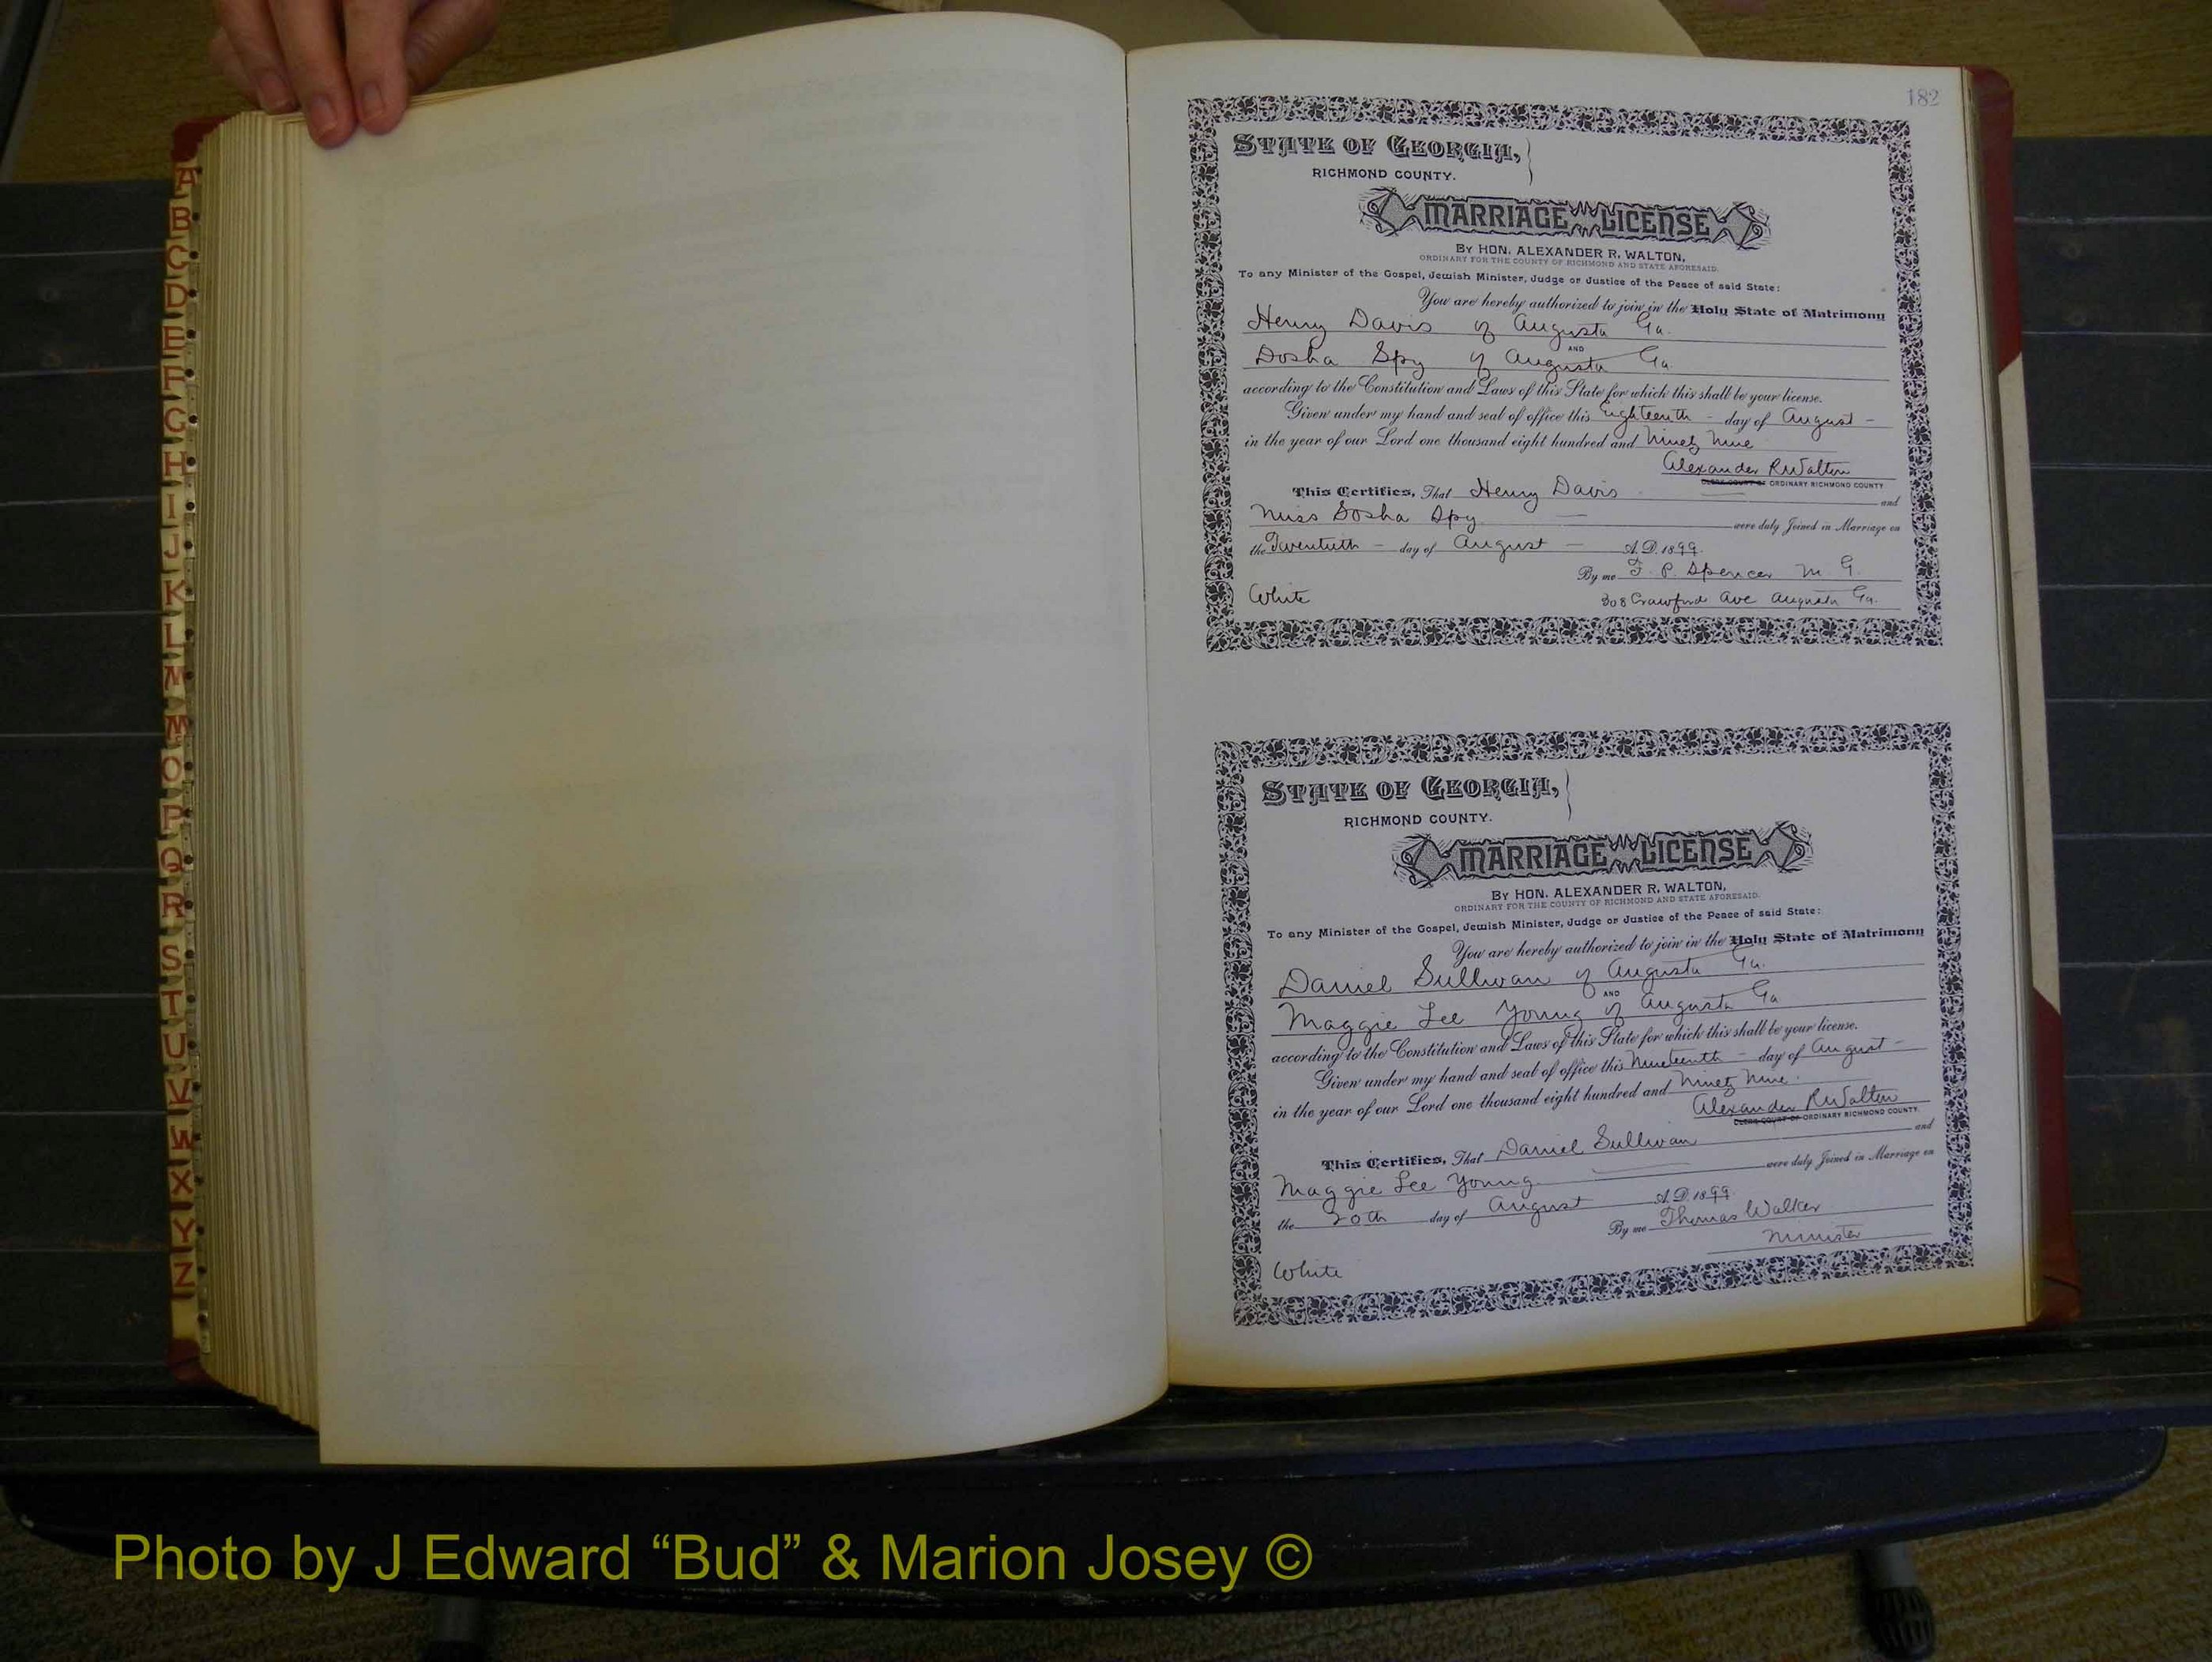 A
B
C
D
E
F
G
H
I
J
K
L
M
M
O
P
Q
R
S
T
U
V
W
X
Y
Z
182
STATE OF GEORGIA,
RICHMOND COUNTY.
MARRIAGE LICENSE
BY HON. ALEXANDER R. WALTON,
ORDINARY FOR THE COUNTY OF RICHMOND AND STATE AFORESAID.
To any Minister of the Gospel, Jewish Minister, Judge or Justice of the Peace of said State:
You are hereby authorized to join in the Holy State of Matrimony
Henry Davis of Augusta Ga.
AND
Dosha Spy of Augusta Ga.
according to the Constitution and Laws of this State for which this shall be your license.
Given under my hand and seal of office this Eighteenth - day of August -
in the year of our Lord one thousand eight hundred and Ninety Nine
Alexander R Walton
CLERK COURT OF ORDINARY RICHMOND COUNTY
This Certifies, That Henry Davis and
Miss Dosha Spy were duly Joined in Marriage on
the Twentieth - day of August - A.D. 1899.
By me F. P. Spencer M. G.
White 308 Crawford Ave Augusta Ga.
STATE OF GEORGIA,
RICHMOND COUNTY.
MARRIAGE LICENSE
BY HON. ALEXANDER R. WALTON,
ORDINARY FOR THE COUNTY OF RICHMOND AND STATE AFORESAID.
To any Minister of the Gospel, Jewish Minister, Judge or Justice of the Peace of said State:
You are hereby authorized to join in the Holy State of Matrimony
Daniel Sullivan of Augusta Ga.
AND
Maggie Lee Young of Augusta Ga
according to the Constitution and Laws of this State for which this shall be your license.
Given under my hand and seal of office this Nineteenth - day of August -
in the year of our Lord one thousand eight hundred and Ninety Nine.
Alexander R Walton
CLERK COURT OF ORDINARY RICHMOND COUNTY.
This Certifies, That Daniel Sullivan and
Maggie Lee Young were duly Joined in Marriage on
the 20th day of August A.D. 1899.
By me Thomas Walker
Minister
White
Photo by J Edward “Bud” & Marion Josey ©